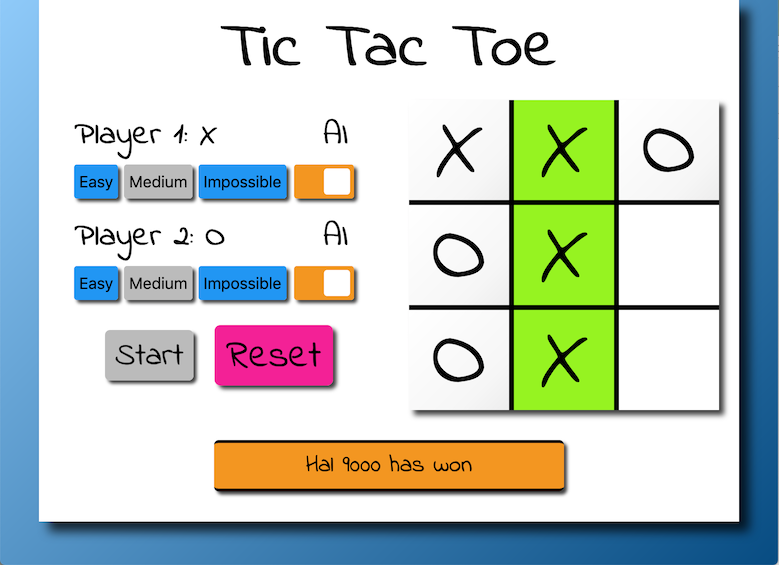 Tic Tac Toe
Player 1: X AI
Easy Medium Impossible
Player 2: O AI
Easy Medium Impossible
Start Reset
X X O
O X
O X
Hal 9000 has won